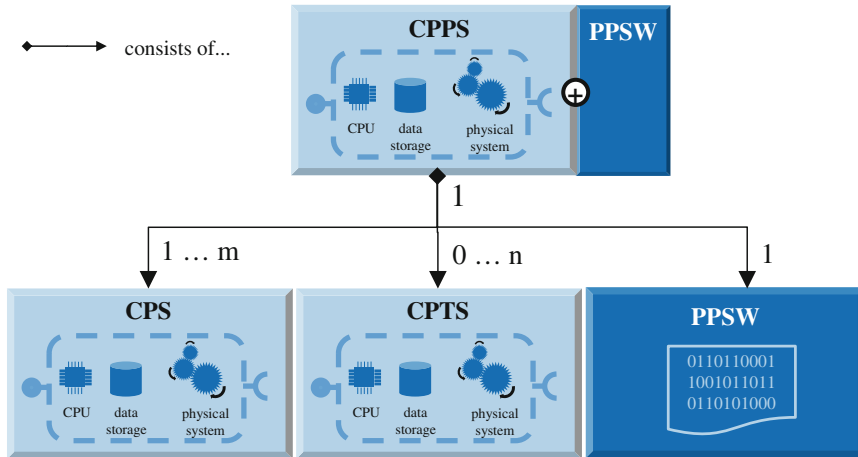 CPPS
PPSW
consists of...
CPU
data
storage
physical
system
+
1
1 … m
0 … n
1
CPS
CPTS
PPSW
CPU
data
storage
physical
system
CPU
data
storage
physical
system
0110110001
1001011011
0110101000